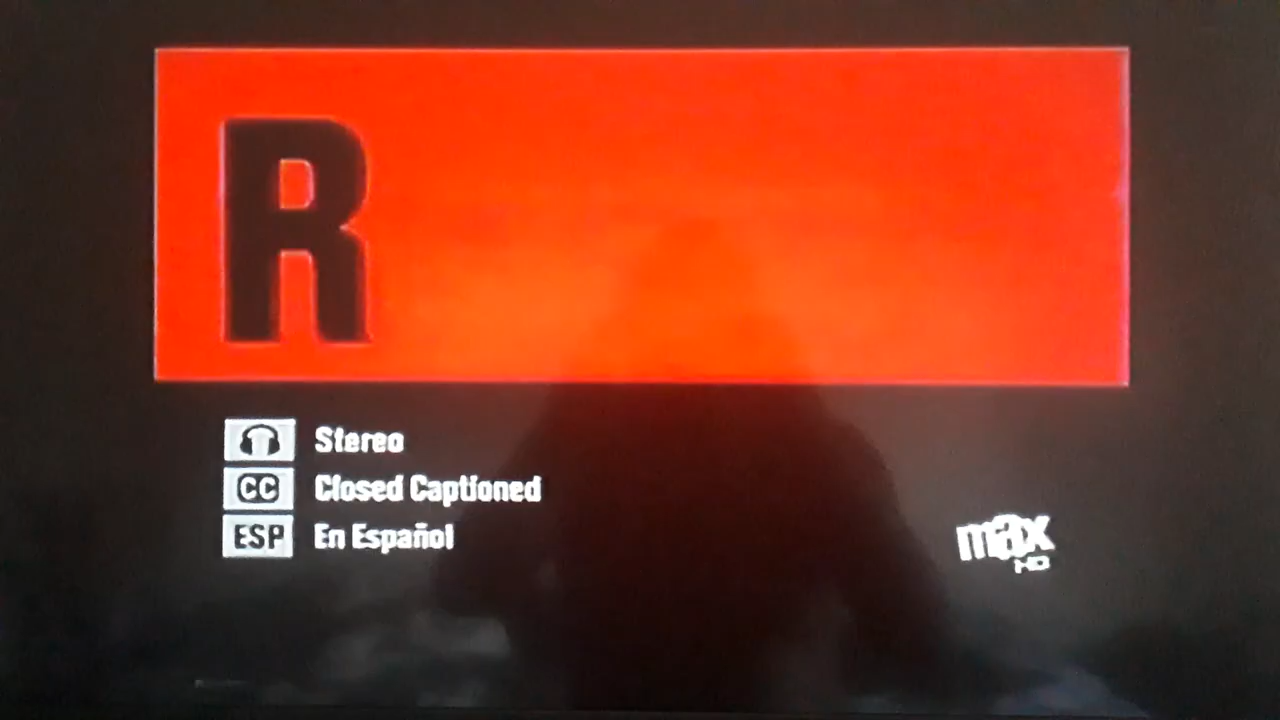 R
Stereo
CC Closed Captioned
ESP En Español
max
HD